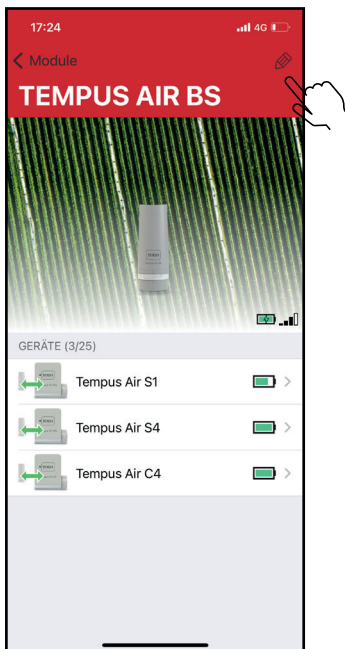 17:24
4G
Module
TEMPUS AIR BS
GERÄTE (3/25)
Tempus Air S1
Tempus Air S4
Tempus Air C4